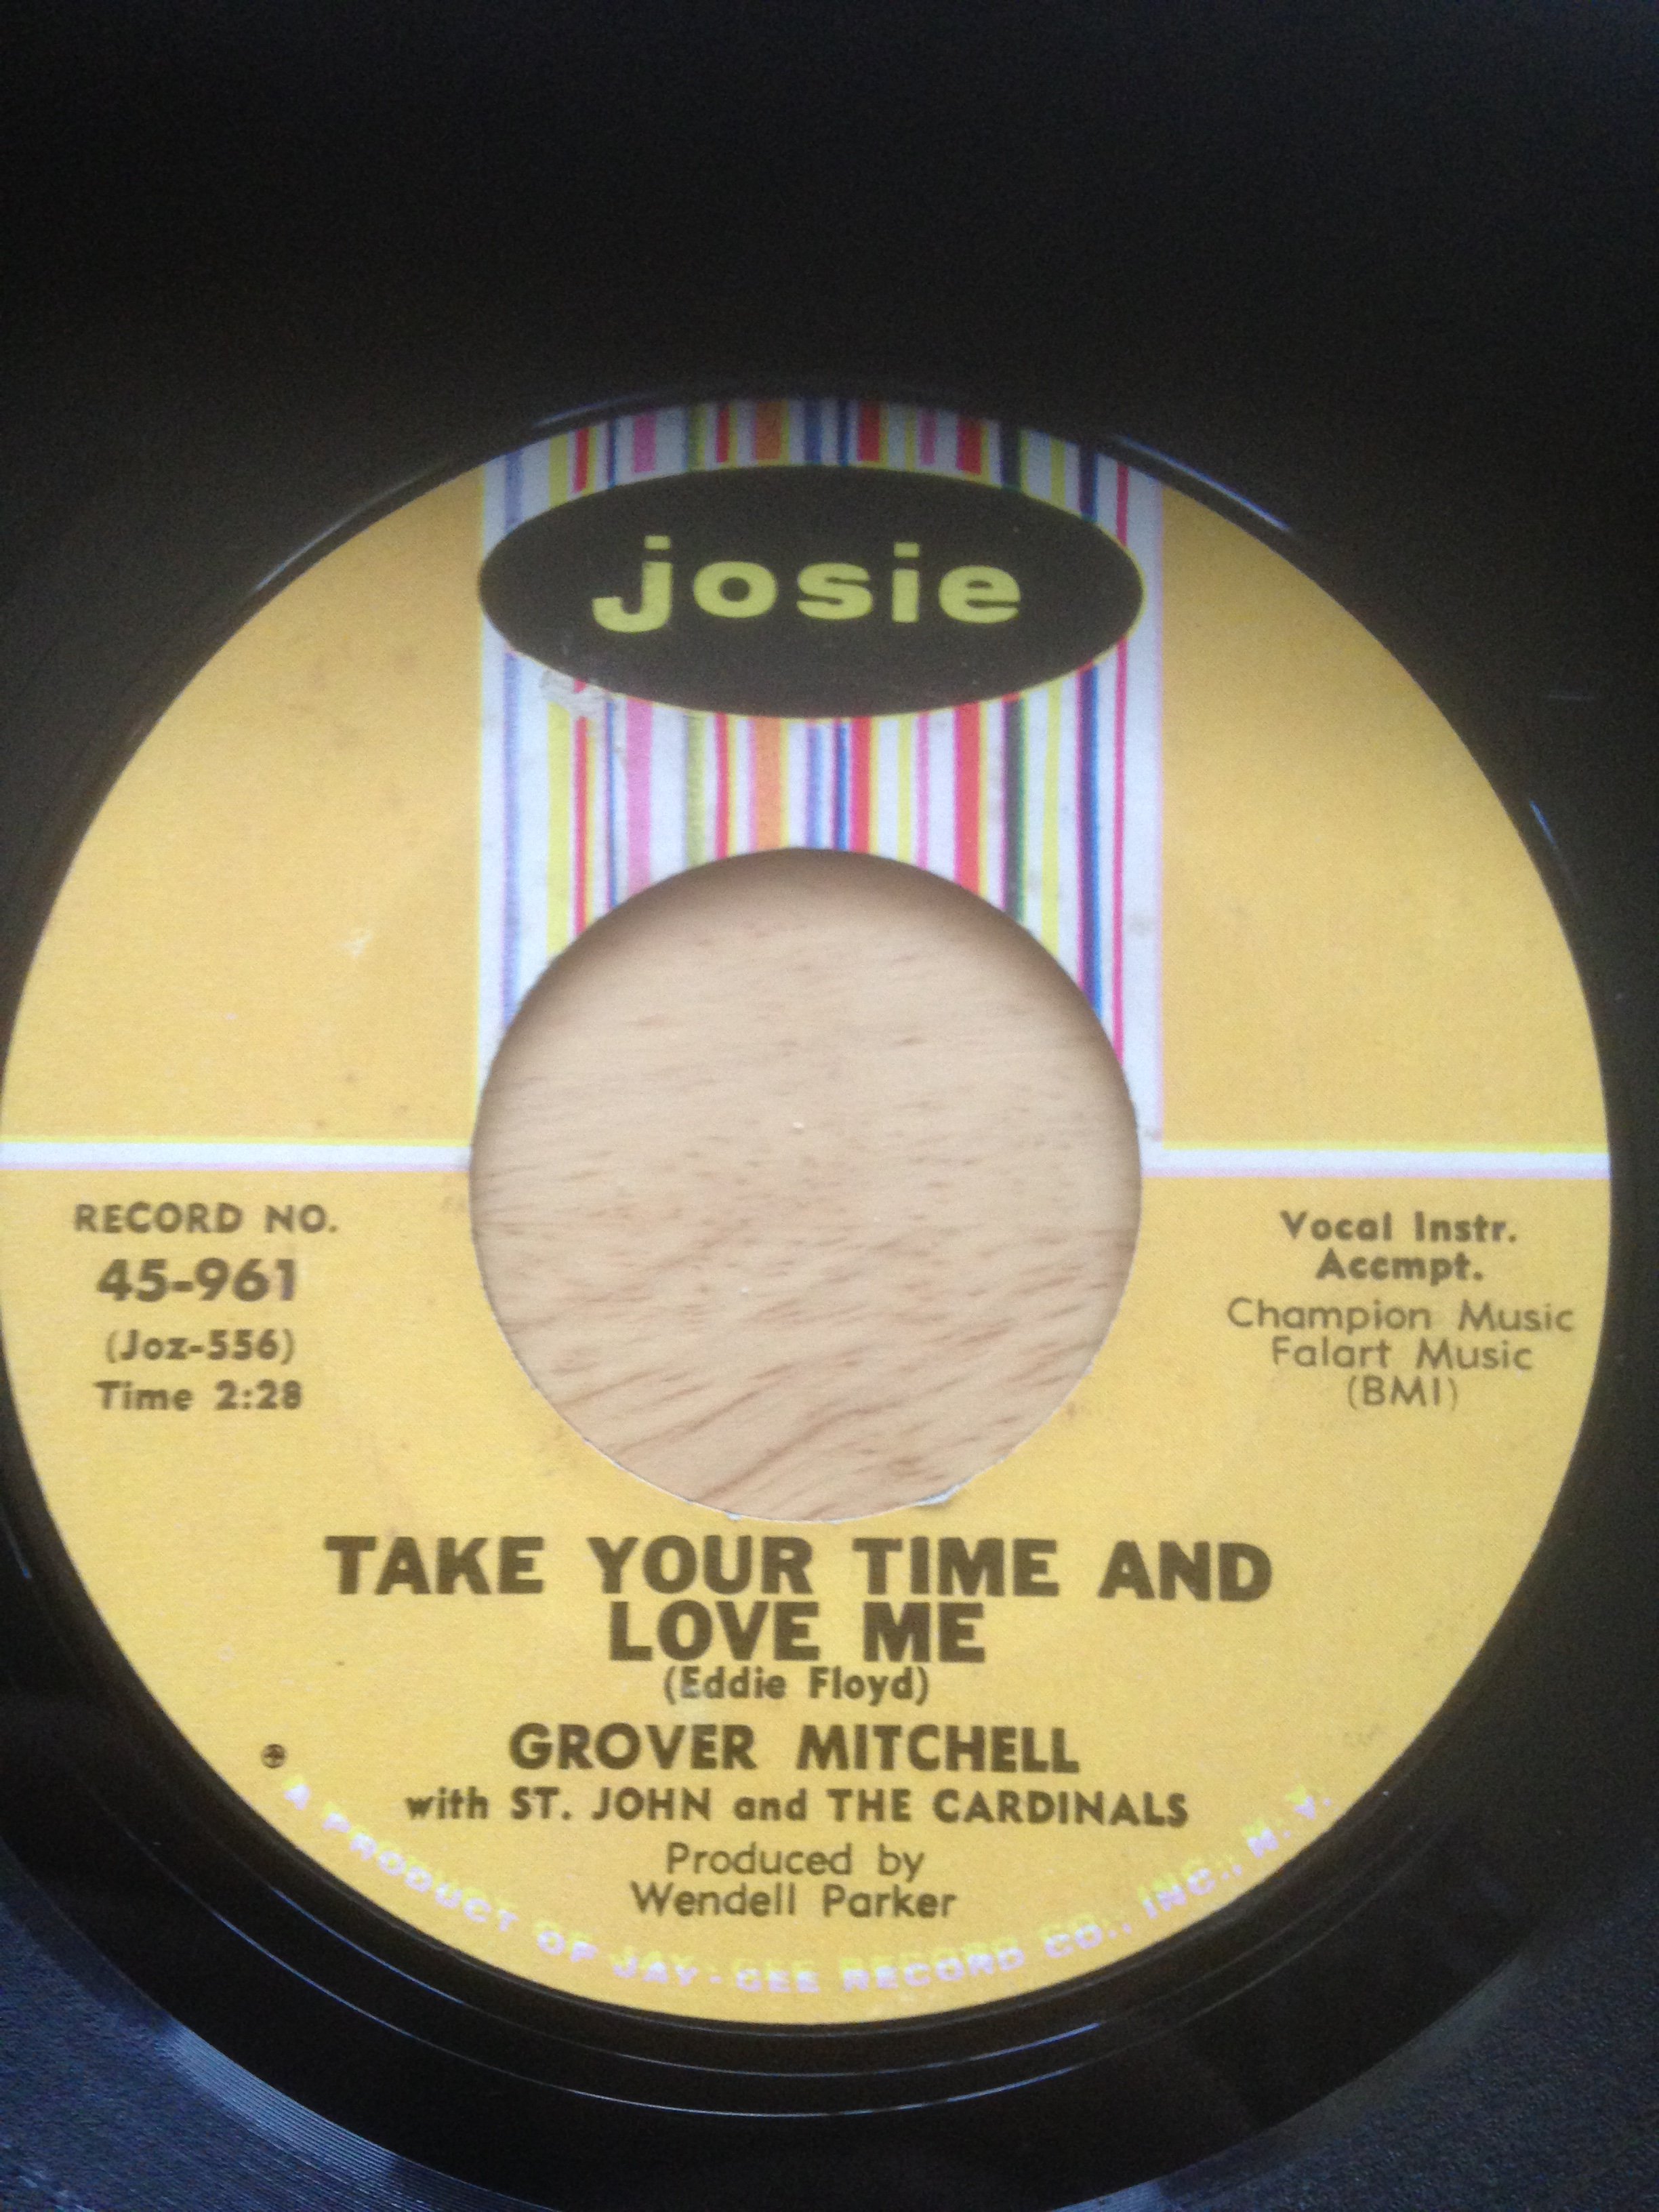 josie
RECORD NO.
45-961
(Joz-556)
Time 2:28
Vocal Instr.
Accmpt.
Champion Music
Falart Music
(BMI)
TAKE YOUR TIME AND
LOVE ME
(Eddie Floyd)
GROVER MITCHELL
with ST. JOHN and THE CARDINALS
Produced by
Wendell Parker
A PRODUCT OF JAY-GEE RECORD CO., INC., N. Y.